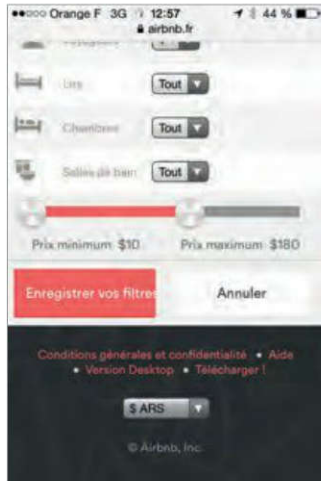 Orange F 3G 12:57 44 %
airbnb.fr
Lits Tout
Chambres Tout
Salles de bain Tout
Prix minimum $10 Prix maximum $180
Enregistrer vos filtres Annuler
Conditions générales et confidentialité • Aide
• Version Desktop • Télécharger !
$ ARS
© Airbnb, Inc.